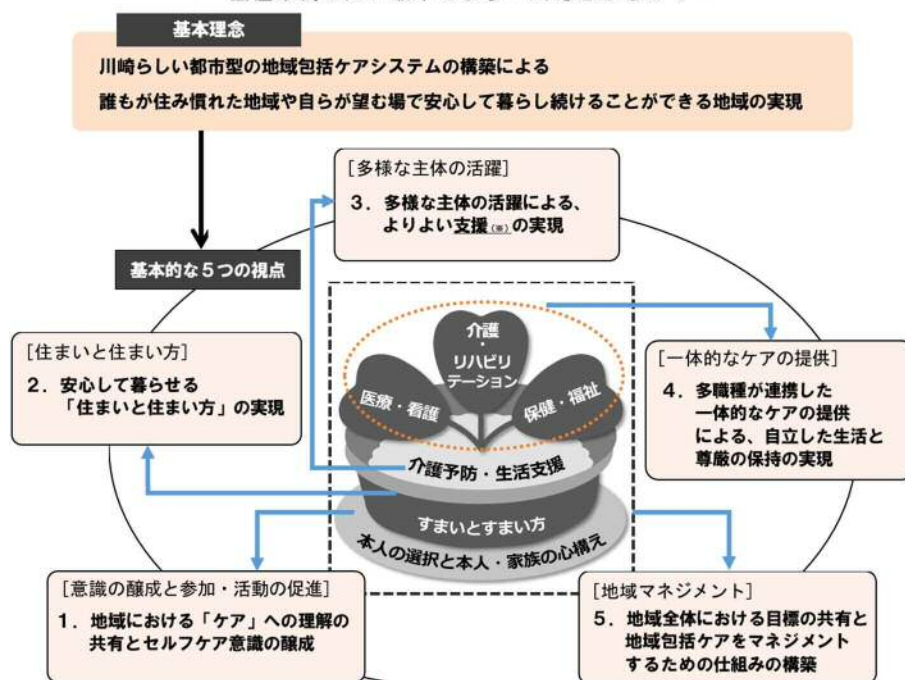 基本理念
川崎らしい都市型の地域包括ケアシステムの構築による
誰もが住み慣れた地域や自らが望む場で安心して暮らし続けることができる地域の実現
[多様な主体の活躍]
3．多様な主体の活躍による、
よりよい支援(※)の実現
基本的な5つの視点
[住まいと住まい方]
2．安心して暮らせる
「住まいと住まい方」の実現
介護
・
リハビリ
テーション
医療・看護
保健・福祉
介護予防・生活支援
すまいとすまい方
本人の選択と本人・家族の心構え
[一体的なケアの提供]
4．多職種が連携した
一体的なケアの提供
による、自立した生活と
尊厳の保持の実現
[意識の醸成と参加・活動の促進]
1．地域における「ケア」への理解の
共有とセルフケア意識の醸成
[地域マネジメント]
5．地域全体における目標の共有と
地域包括ケアをマネジメント
するための仕組みの構築